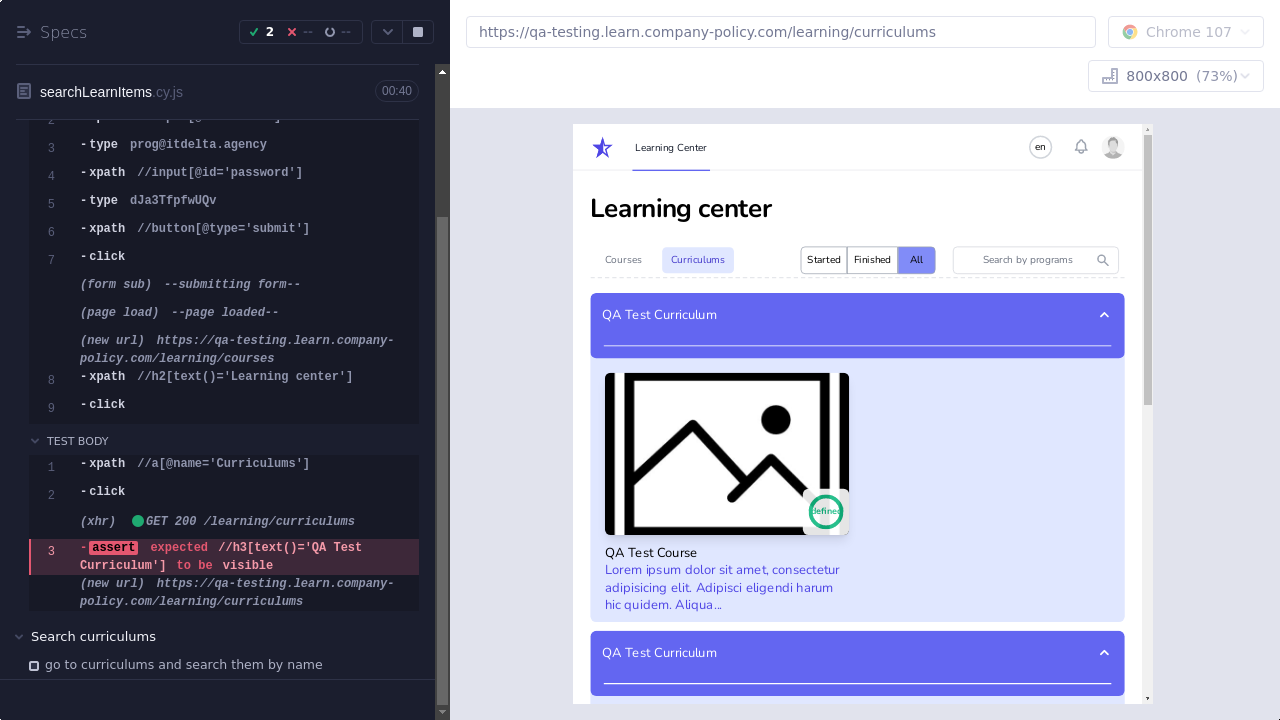 Specs
2
--
--
searchLearnItems.cy.js
00:40
2
3 -type prog@itdelta.agency
4 -xpath //input[@id='password']
5 -type dJa3TfpfwUQv
6 -xpath //button[@type='submit']
7 -click
(form sub) --submitting form--
(page load) --page loaded--
(new url) https://qa-testing.learn.company-
policy.com/learning/courses
8 -xpath //h2[text()='Learning center']
9 -click
TEST BODY
1 -xpath //a[@name='Curriculums']
2 -click
(xhr) GET 200 /learning/curriculums
3 -assert expected //h3[text()='QA Test
Curriculum'] to be visible
(new url) https://qa-testing.learn.company-
policy.com/learning/curriculums
Search curriculums
go to curriculums and search them by name
https://qa-testing.learn.company-policy.com/learning/curriculums
Chrome 107
800x800 (73%)
Learning Center
en
Learning center
Courses
Curriculums
Started
Finished
All
Search by programs
QA Test Curriculum
defined
QA Test Course
Lorem ipsum dolor sit amet, consectetur
adipisicing elit. Adipisci eligendi harum
hic quidem. Aliqua...
QA Test Curriculum